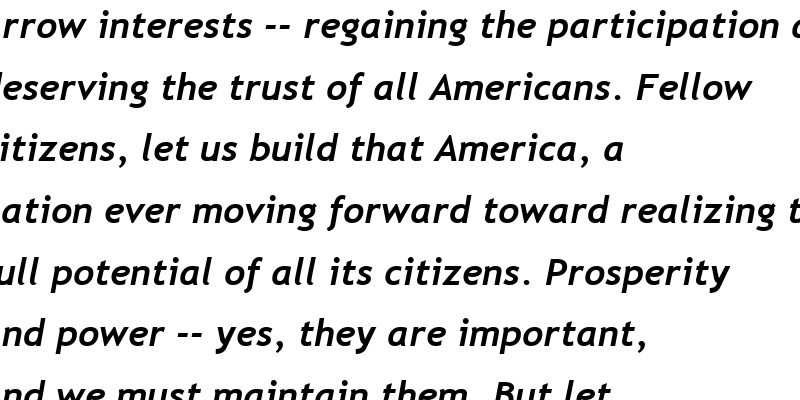 rrow interests -- regaining the participation
deserving the trust of all Americans. Fellow
itizens, let us build that America, a
ation ever moving forward toward realizing
ull potential of all its citizens. Prosperity
nd power -- yes, they are important,
nd we must maintain them. But let